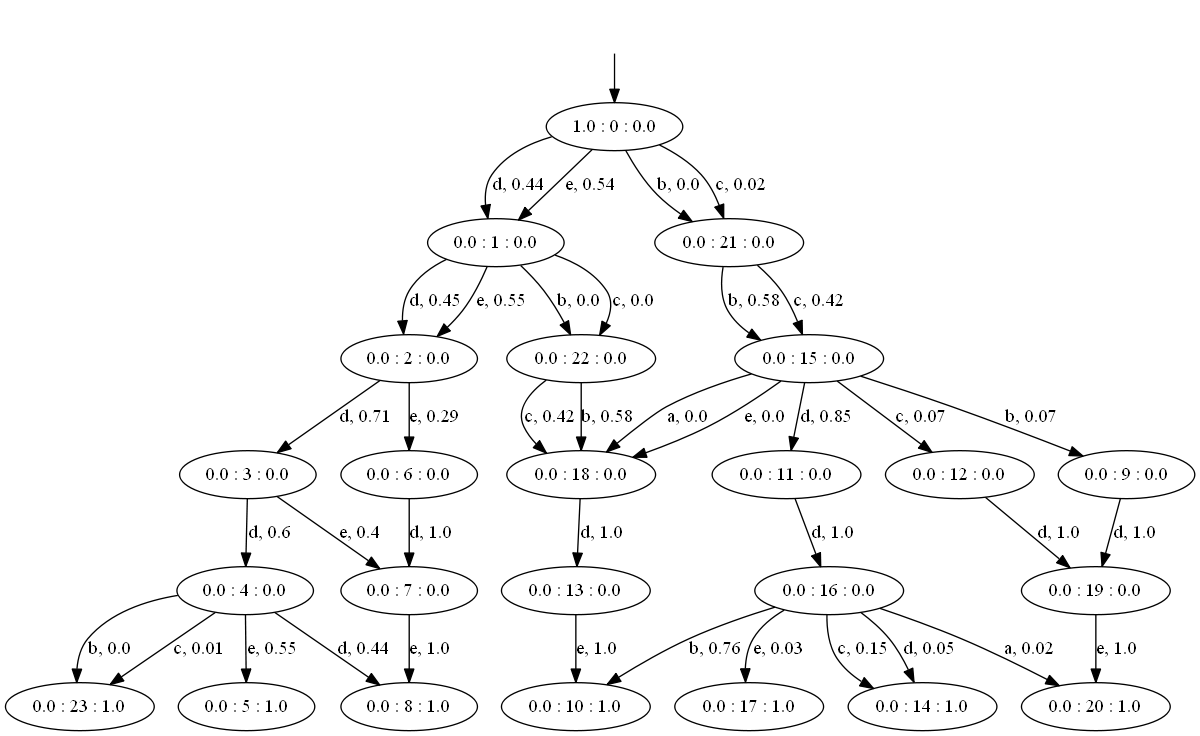 1.0 : 0 : 0.0
d, 0.44
e, 0.54
b, 0.0
c, 0.02
0.0 : 1 : 0.0
0.0 : 21 : 0.0
d, 0.45
e, 0.55
b, 0.0
c, 0.0
b, 0.58
c, 0.42
0.0 : 2 : 0.0
0.0 : 22 : 0.0
0.0 : 15 : 0.0
d, 0.71
e, 0.29
c, 0.42
b, 0.58
a, 0.0
e, 0.0
d, 0.85
c, 0.07
b, 0.07
0.0 : 3 : 0.0
0.0 : 6 : 0.0
0.0 : 18 : 0.0
0.0 : 11 : 0.0
0.0 : 12 : 0.0
0.0 : 9 : 0.0
d, 0.6
e, 0.4
d, 1.0
d, 1.0
d, 1.0
d, 1.0
d, 1.0
0.0 : 4 : 0.0
0.0 : 7 : 0.0
0.0 : 13 : 0.0
0.0 : 16 : 0.0
0.0 : 19 : 0.0
b, 0.0
c, 0.01
e, 0.55
d, 0.44
e, 1.0
e, 1.0
b, 0.76
e, 0.03
c, 0.15
d, 0.05
a, 0.02
e, 1.0
0.0 : 23 : 1.0
0.0 : 5 : 1.0
0.0 : 8 : 1.0
0.0 : 10 : 1.0
0.0 : 17 : 1.0
0.0 : 14 : 1.0
0.0 : 20 : 1.0